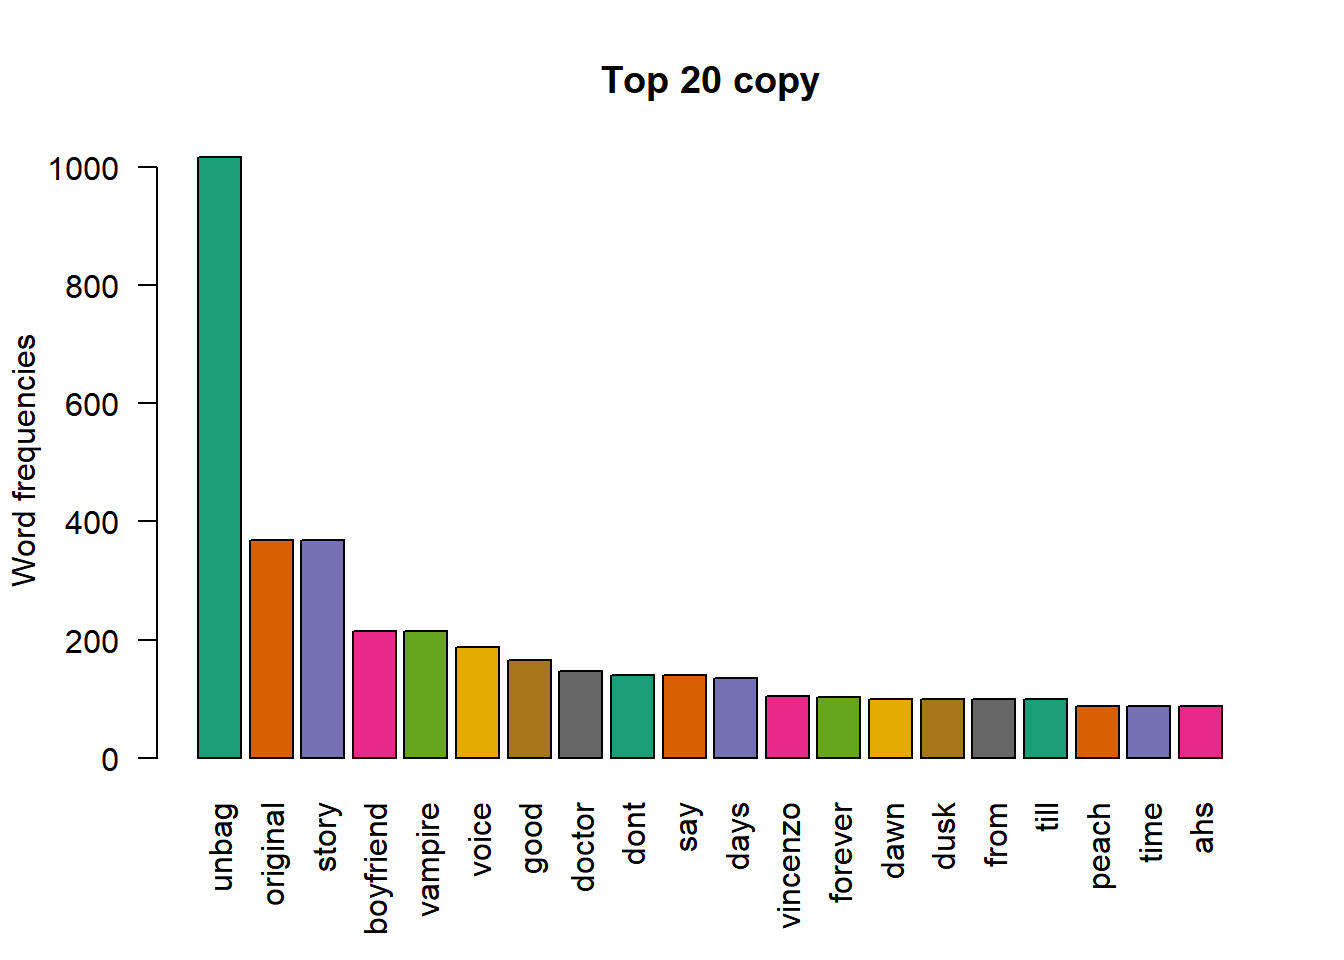 Top 20 copy
Word frequencies
1000
800
600
400
200
0
unbag
original
story
boyfriend
vampire
voice
good
doctor
dont
say
days
vincenzo
forever
dawn
dusk
from
till
peach
time
ahs